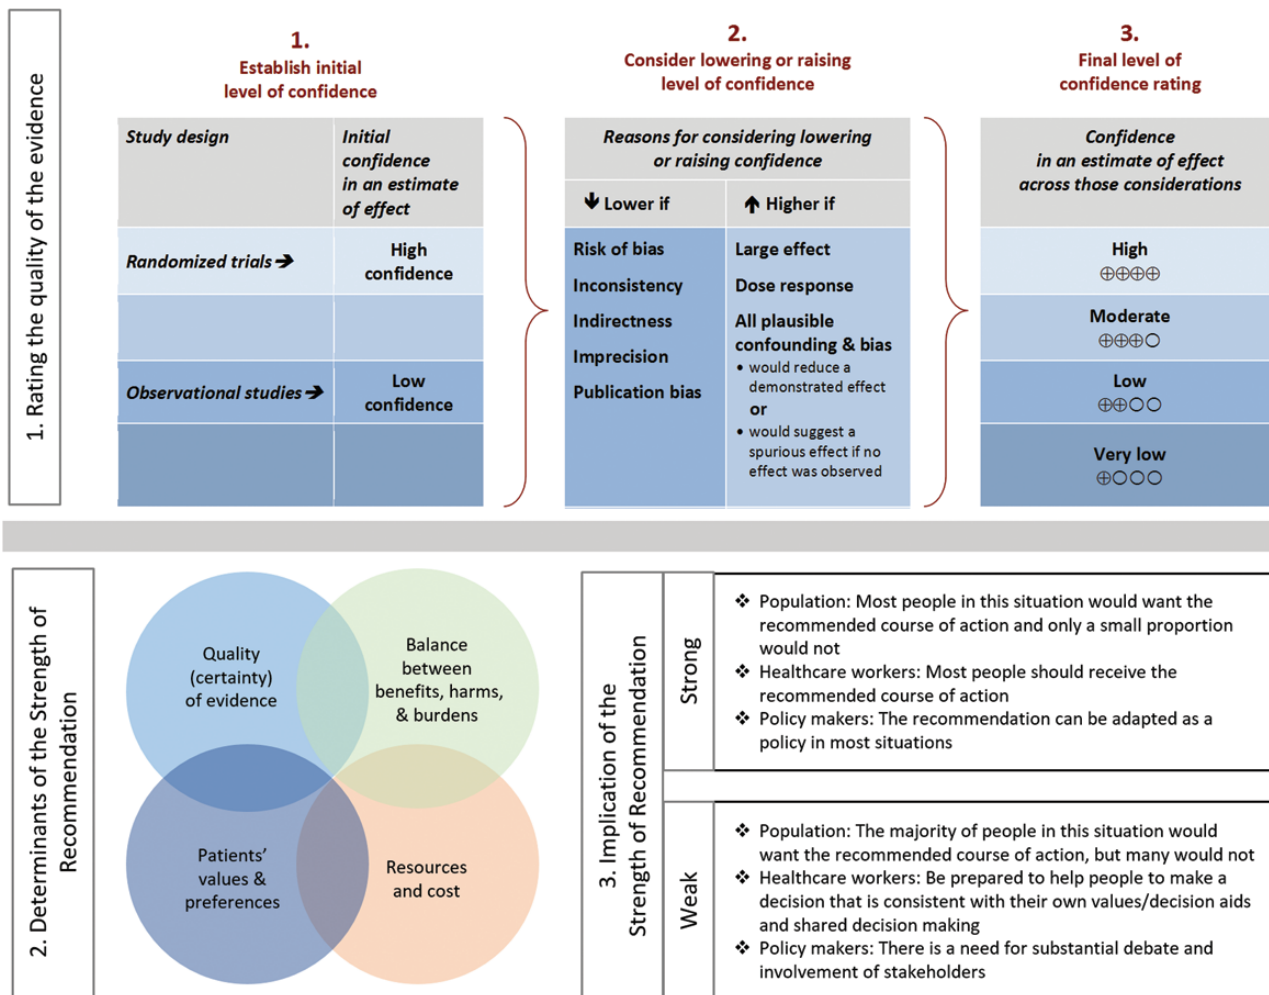 1. Rating the quality of the evidence
1.
Establish initial
level of confidence
2.
Consider lowering or raising
level of confidence
3.
Final level of
confidence rating
Study design
Initial
confidence
in an estimate
of effect
Randomized trials ➔
High
confidence
Observational studies ➔
Low
confidence
Reasons for considering lowering
or raising confidence
🡻 Lower if
🡹 Higher if
Risk of bias
Inconsistency
Indirectness
Imprecision
Publication bias
Large effect
Dose response
All plausible
confounding & bias
• would reduce a
demonstrated effect
or
• would suggest a
spurious effect if no
effect was observed
Confidence
in an estimate of effect
across those considerations
High
⊕⊕⊕⊕
Moderate
⊕⊕⊕○
Low
⊕⊕○○
Very low
⊕○○○
2. Determinants of the Strength of
Recommendation
Quality
(certainty)
of evidence
Balance
between
benefits, harms,
& burdens
Patients'
values &
preferences
Resources
and cost
3. Implication of the
Strength of Recommendation
Strong
❖ Population: Most people in this situation would want the
recommended course of action and only a small proportion
would not
❖ Healthcare workers: Most people should receive the
recommended course of action
❖ Policy makers: The recommendation can be adapted as a
policy in most situations
Weak
❖ Population: The majority of people in this situation would
want the recommended course of action, but many would not
❖ Healthcare workers: Be prepared to help people to make a
decision that is consistent with their own values/decision aids
and shared decision making
❖ Policy makers: There is a need for substantial debate and
involvement of stakeholders